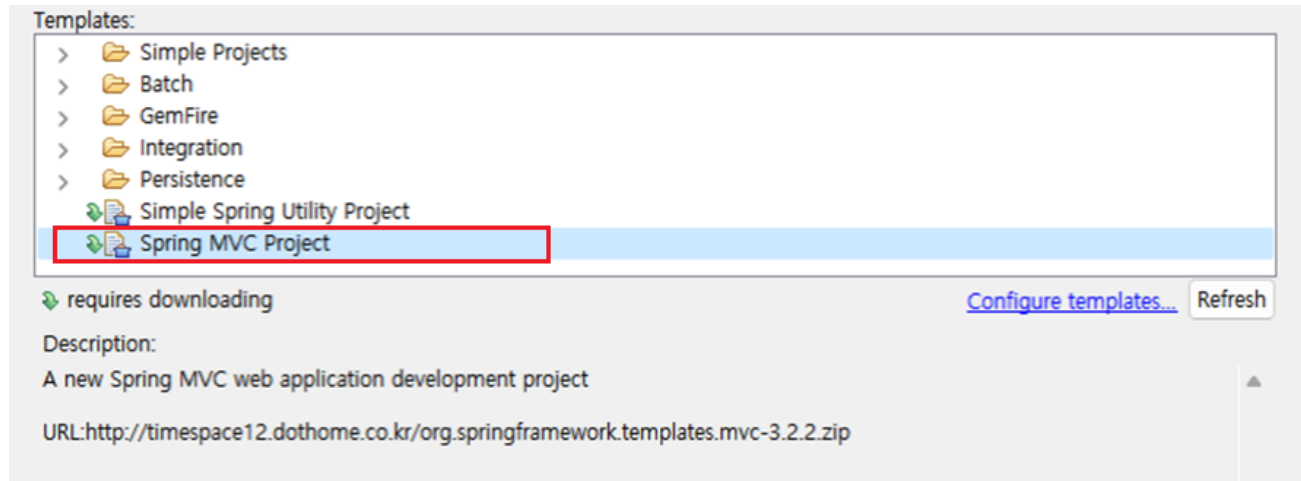 Templates:
Simple Projects
Batch
GemFire
Integration
Persistence
Simple Spring Utility Project
Spring MVC Project
requires downloading Configure templates... Refresh
Description:
A new Spring MVC web application development project
URL:http://timespace12.dothome.co.kr/org.springframework.templates.mvc-3.2.2.zip